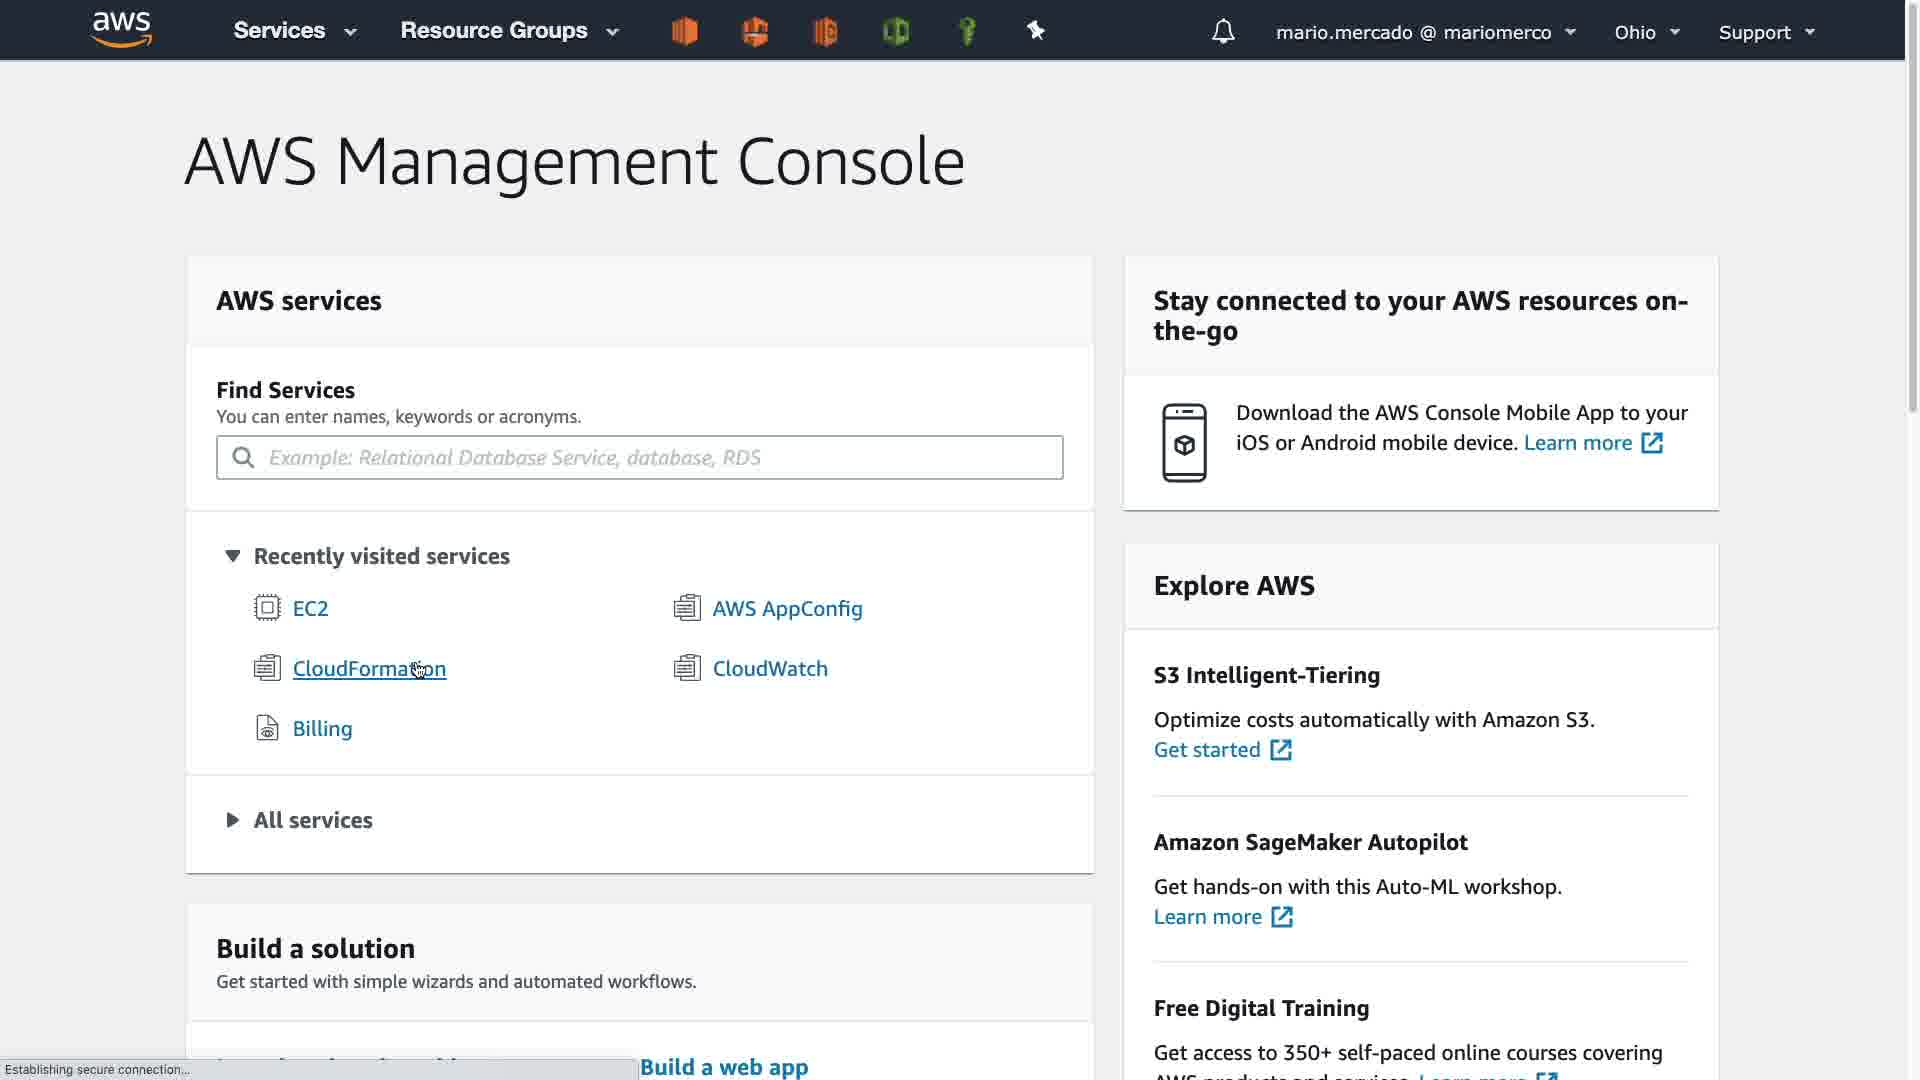 aws Services Resource Groups mario.mercado @ mariomerco Ohio Support
AWS Management Console
AWS services
Find Services
You can enter names, keywords or acronyms.
Example: Relational Database Service, database, RDS
Recently visited services
EC2
AWS AppConfig
CloudFormation
CloudWatch
Billing
All services
Build a solution
Get started with simple wizards and automated workflows.
Build a web app
Stay connected to your AWS resources on-
the-go
Download the AWS Console Mobile App to your
iOS or Android mobile device. Learn more
Explore AWS
S3 Intelligent-Tiering
Optimize costs automatically with Amazon S3.
Get started
Amazon SageMaker Autopilot
Get hands-on with this Auto-ML workshop.
Learn more
Free Digital Training
Get access to 350+ self-paced online courses covering
AWS products and services. Learn more
Establishing secure connection...